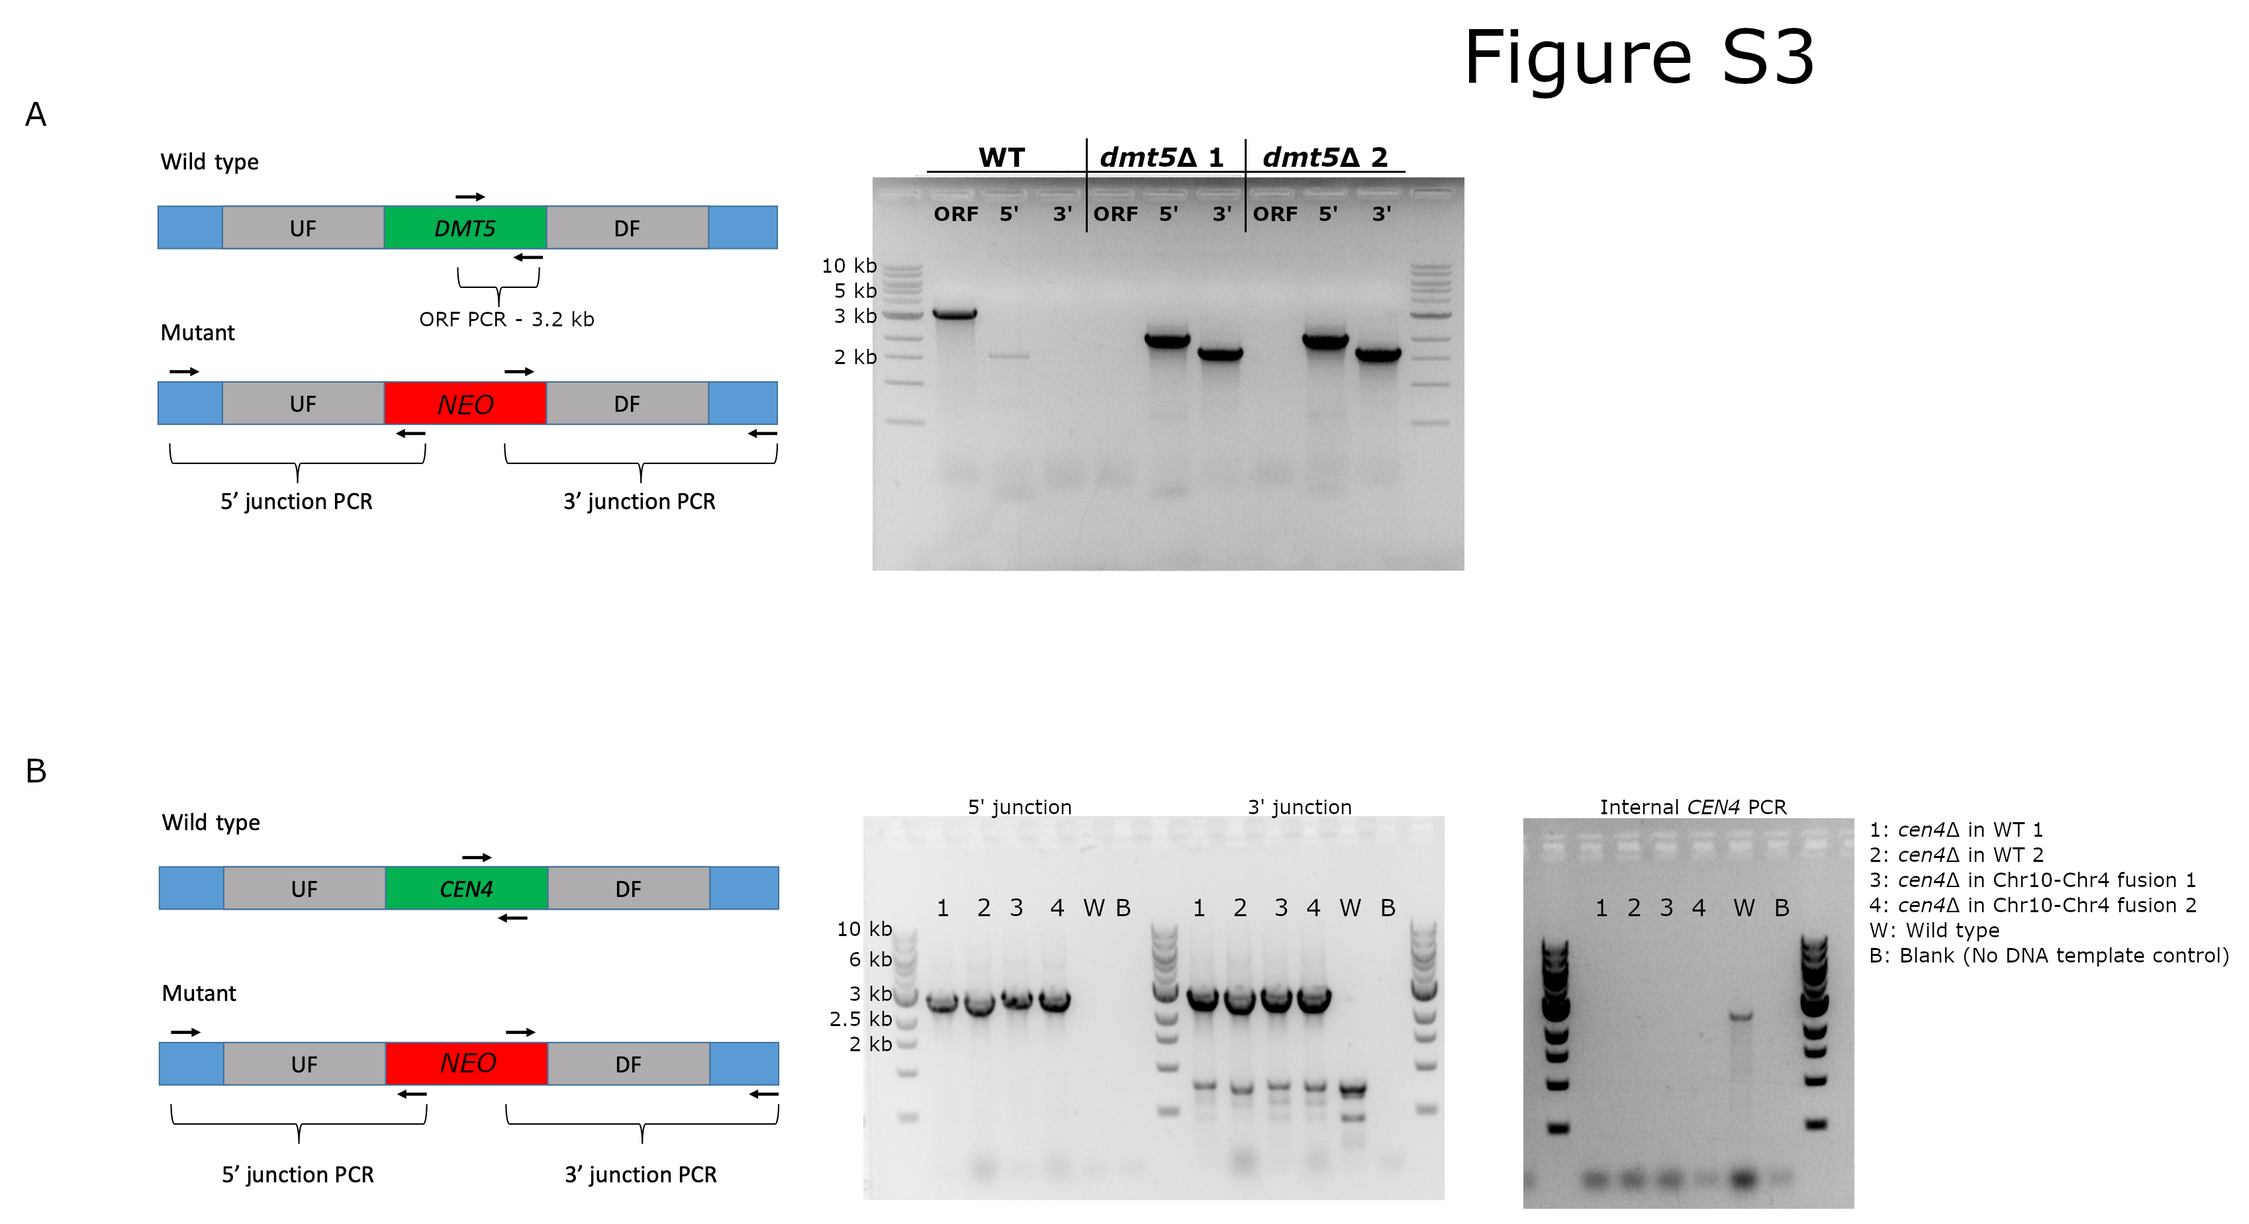 Figure S3
A
Wild type
UF DMT5 DF
ORF PCR - 3.2 kb
Mutant
UF NEO DF
5’ junction PCR 3’ junction PCR
WT dmt5Δ 1 dmt5Δ 2
ORF 5' 3' ORF 5' 3' ORF 5' 3'
10 kb
5 kb
3 kb
2 kb
B
Wild type
UF CEN4 DF
Mutant
UF NEO DF
5’ junction PCR 3’ junction PCR
5' junction 3' junction
1 2 3 4 W B 1 2 3 4 W B
10 kb
6 kb
3 kb
2.5 kb
2 kb
Internal CEN4 PCR
1 2 3 4 W B
1: cen4Δ in WT 1
2: cen4Δ in WT 2
3: cen4Δ in Chr10-Chr4 fusion 1
4: cen4Δ in Chr10-Chr4 fusion 2
W: Wild type
B: Blank (No DNA template control)